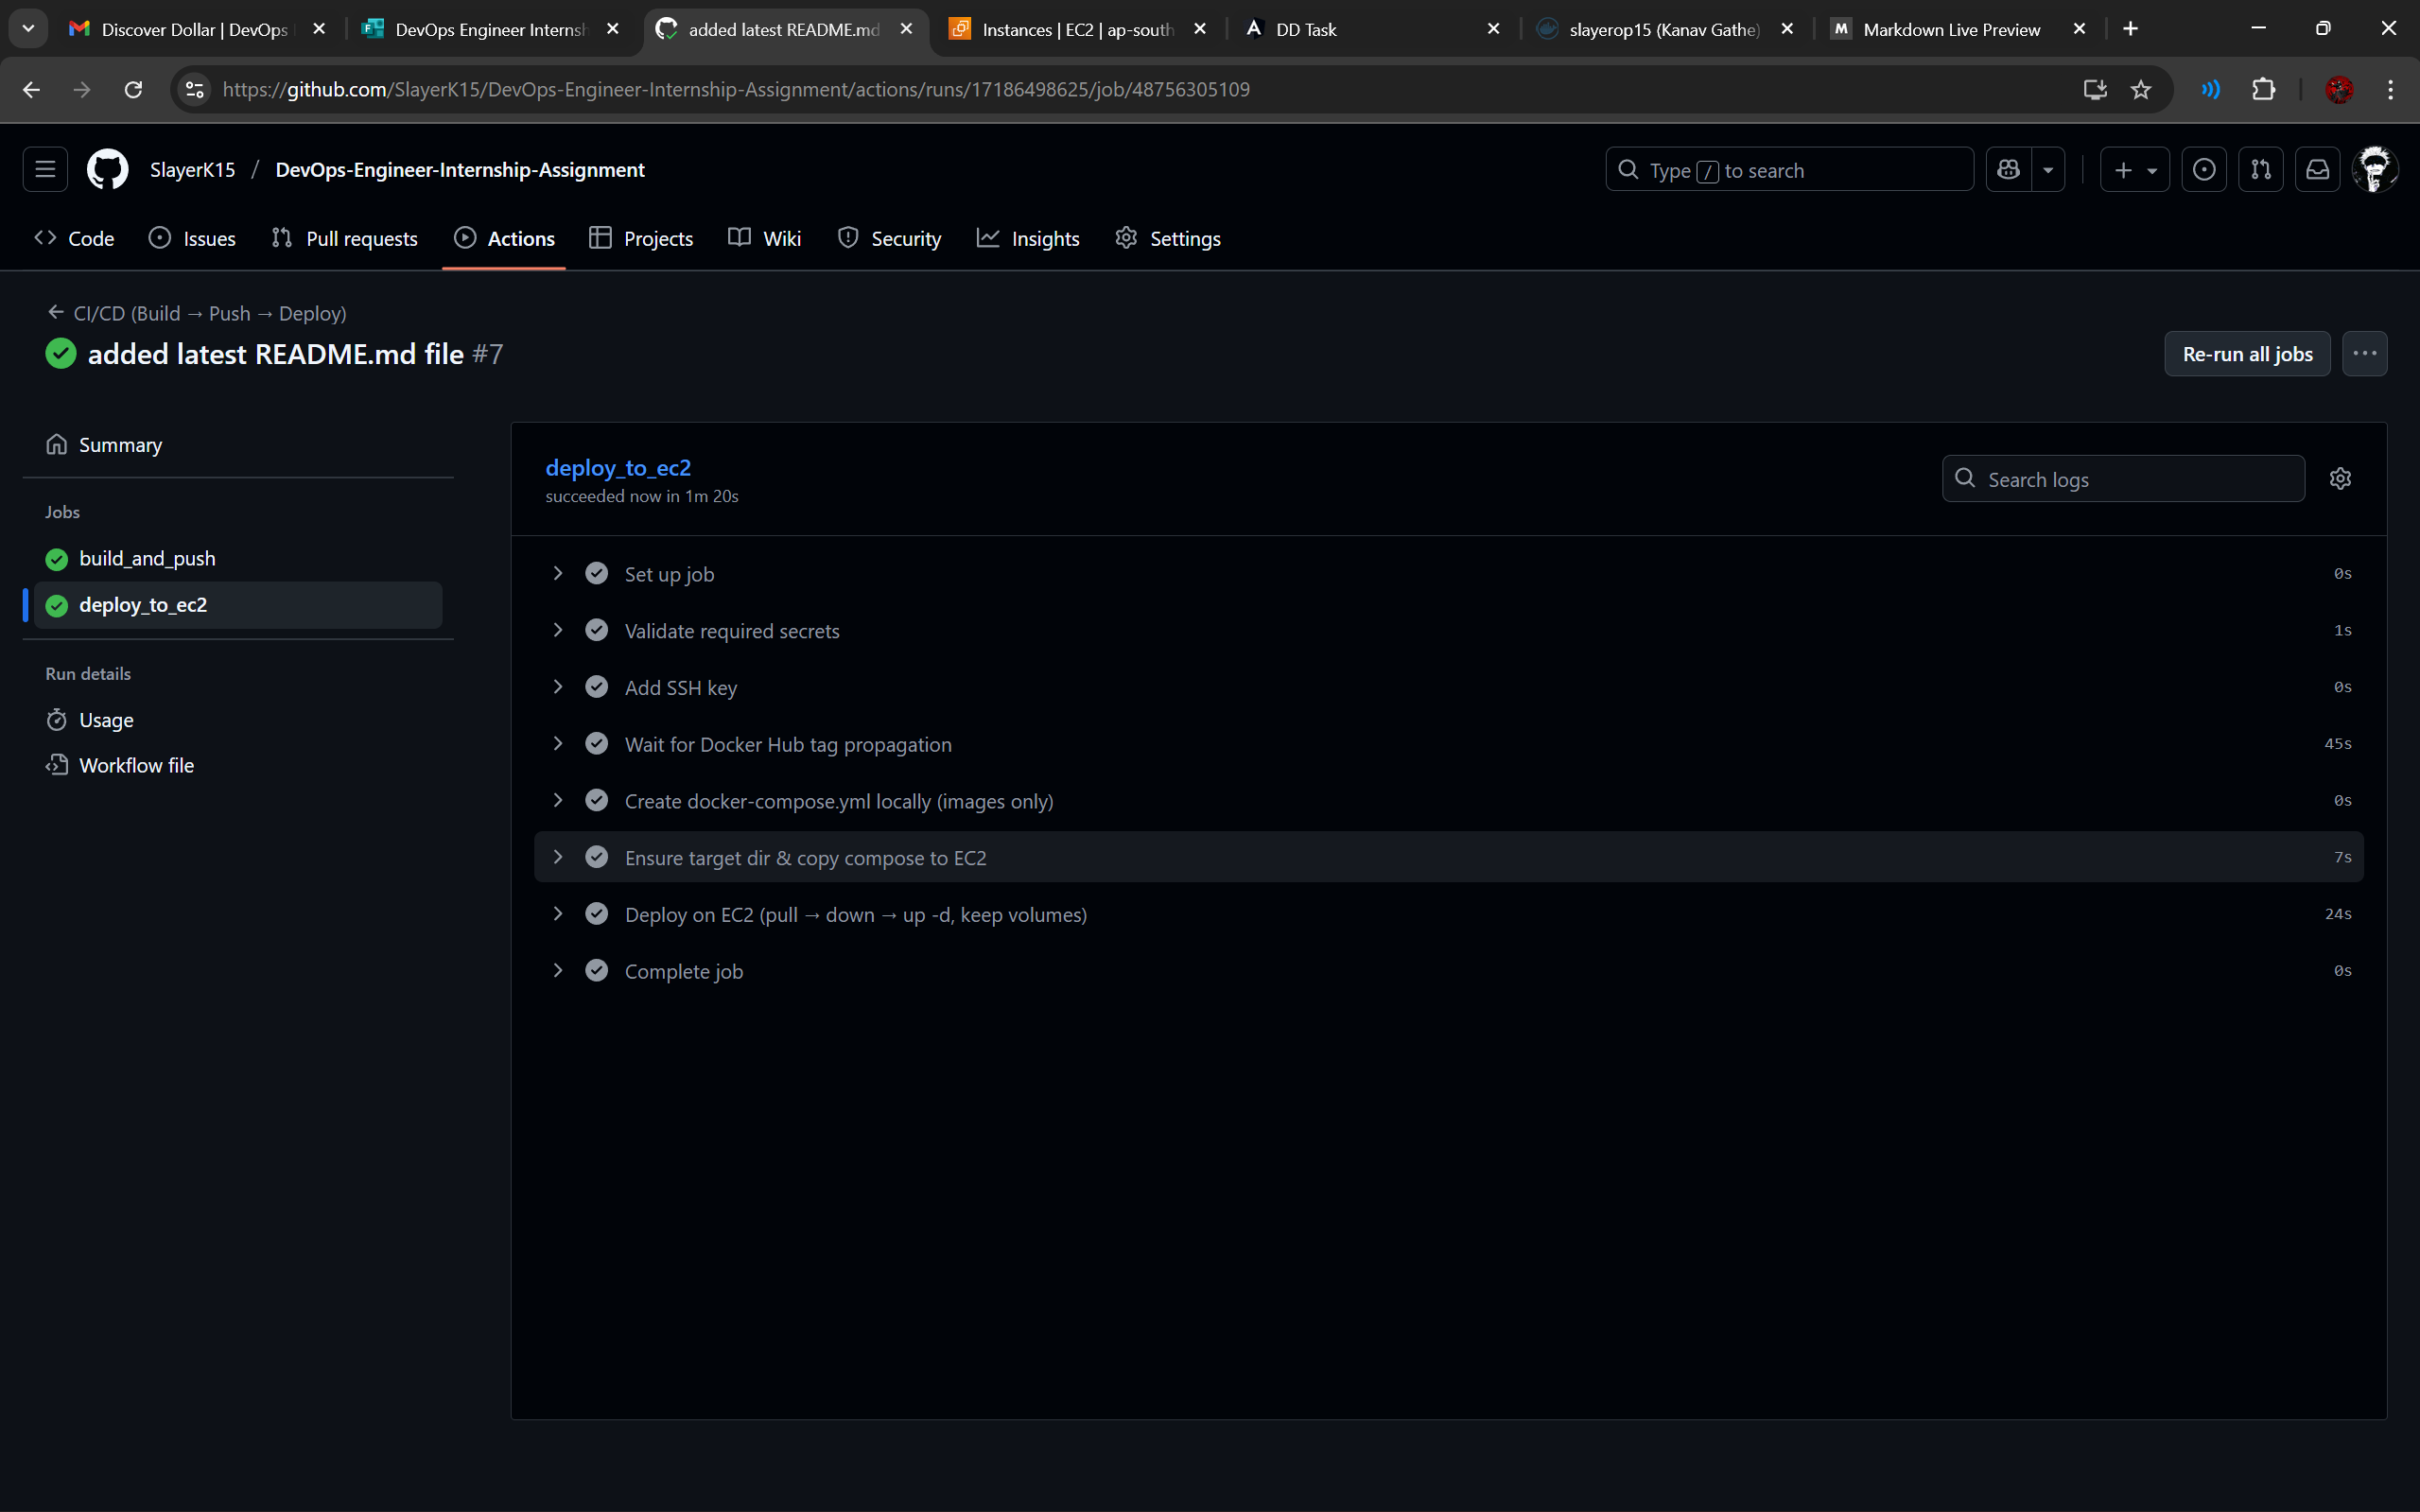 Discover Dollar | DevOps
DevOps Engineer Internsh
added latest README.md
Instances | EC2 | ap-south
DD Task
slayerop15 (Kanav Gathe)
Markdown Live Preview
https://github.com/SlayerK15/DevOps-Engineer-Internship-Assignment/actions/runs/17186498625/job/48756305109
SlayerK15 / DevOps-Engineer-Internship-Assignment
Type / to search
Code
Issues
Pull requests
Actions
Projects
Wiki
Security
Insights
Settings
← CI/CD (Build → Push → Deploy)
added latest README.md file #7
Re-run all jobs
Summary
Jobs
build_and_push
deploy_to_ec2
Run details
Usage
Workflow file
deploy_to_ec2
succeeded now in 1m 20s
Search logs
Set up job 0s
Validate required secrets 1s
Add SSH key 0s
Wait for Docker Hub tag propagation 45s
Create docker-compose.yml locally (images only) 0s
Ensure target dir & copy compose to EC2 7s
Deploy on EC2 (pull → down → up -d, keep volumes) 24s
Complete job 0s